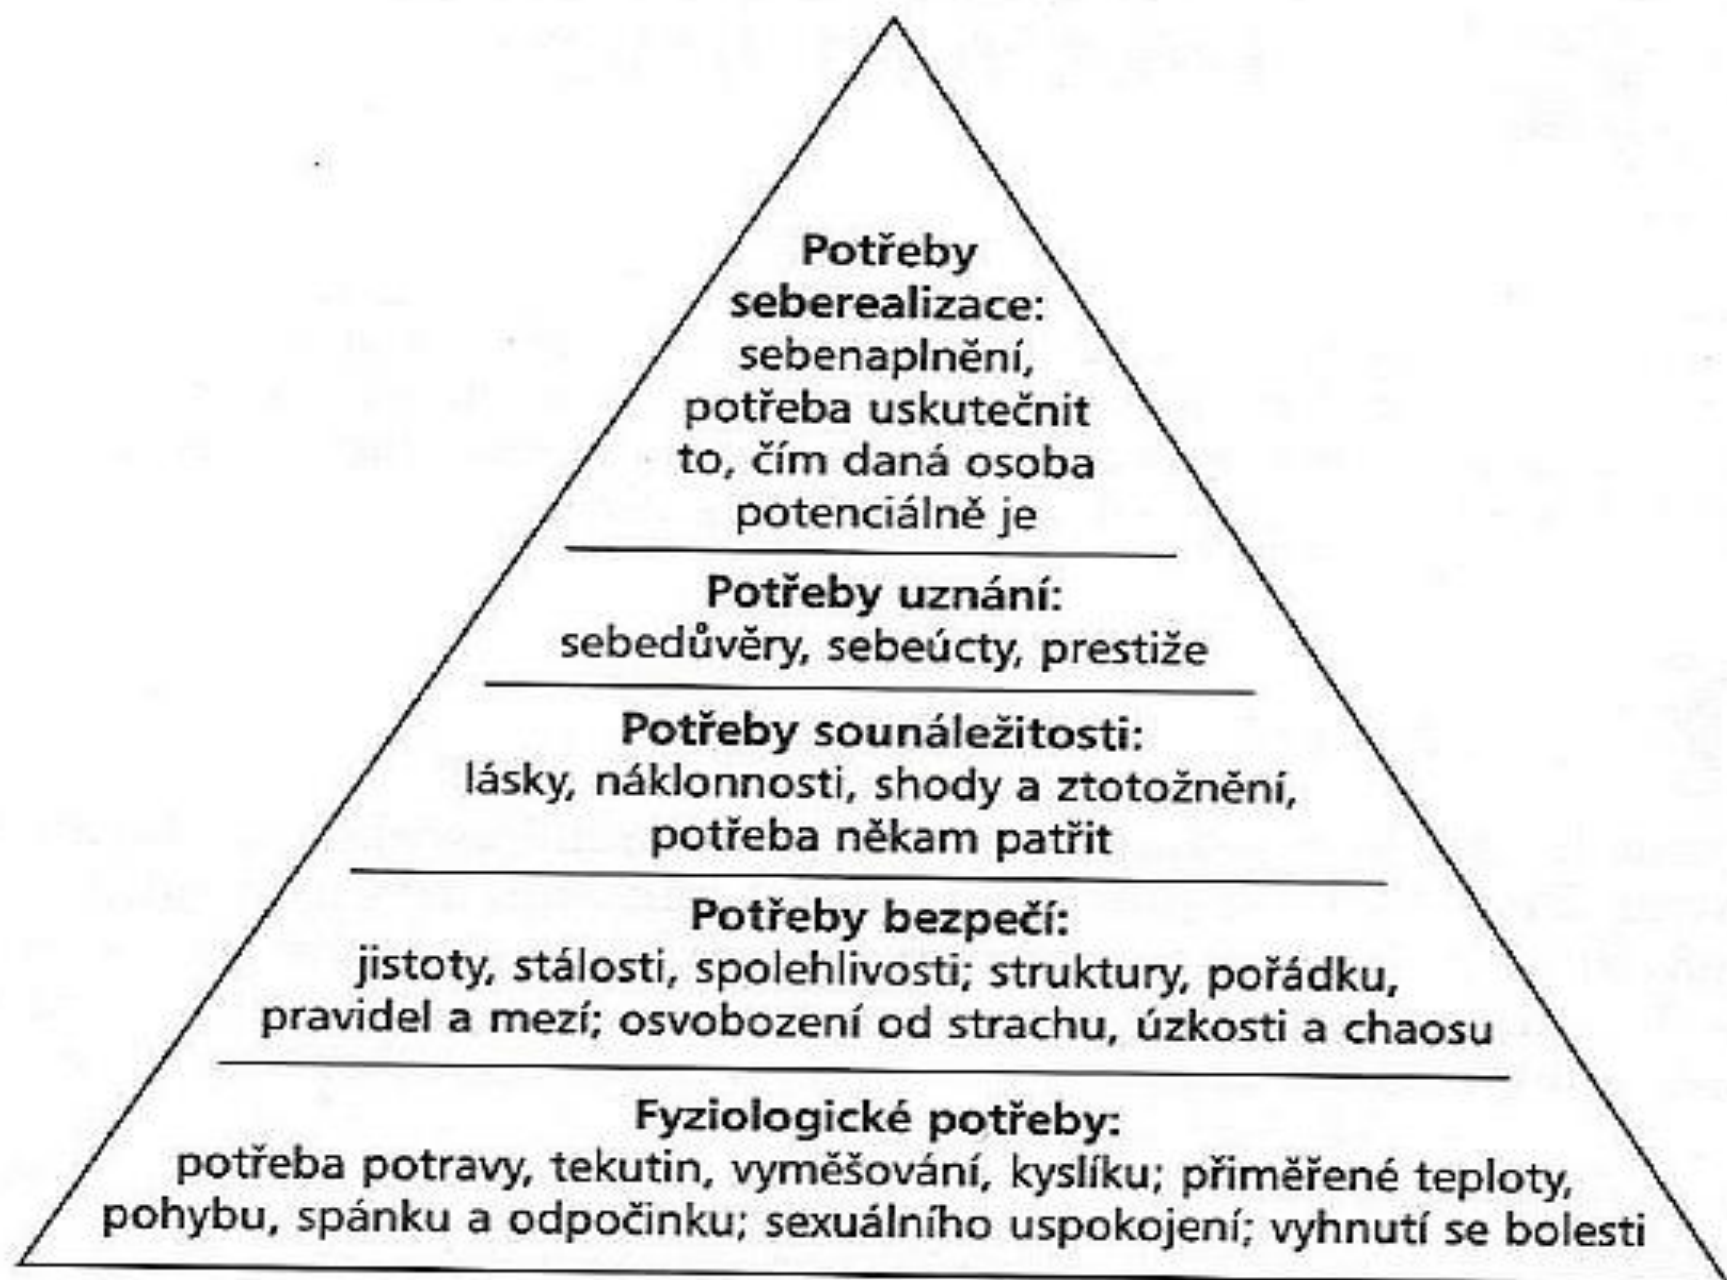 Potřeby
seberealizace:
sebenaplnění,
potřeba uskutečnit
to, čím daná osoba
potenciálně je
Potřeby uznání:
sebedůvěry, sebeúcty, prestiže
Potřeby sounáležitosti:
lásky, náklonnosti, shody a ztotožnění,
potřeba někam patřit
Potřeby bezpečí:
jistoty, stálosti, spolehlivosti; struktury, pořádku,
pravidel a mezí; osvobození od strachu, úzkosti a chaosu
Fyziologické potřeby:
potřeba potravy, tekutin, vyměšování, kyslíku; přiměřené teploty,
pohybu, spánku a odpočinku; sexuálního uspokojení; vyhnutí se bolesti